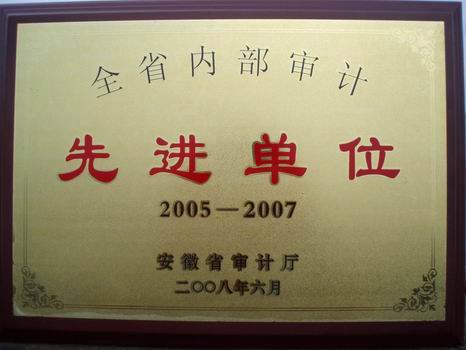 全省内部审计
先进单位
2005—2007
安徽省审计厅
二〇〇八年六月